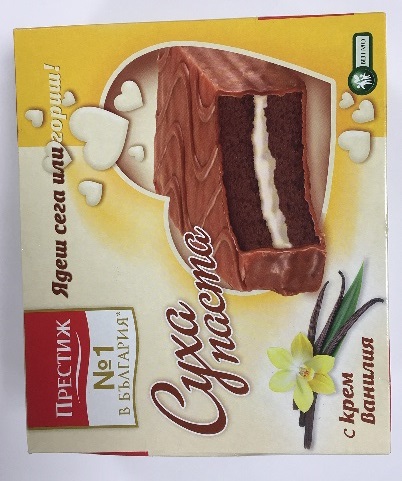 ПРЕСТИЖ
№1
В БЪЛГАРИЯ*
Ядеш сега или гориш!
Суха
паста
с крем
ванилия